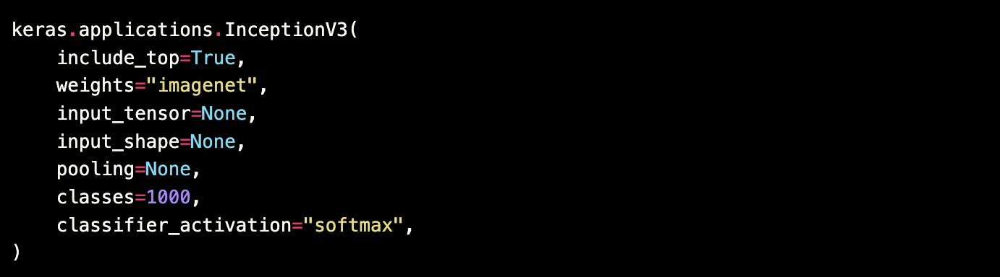 keras.applications.InceptionV3(
    include_top=True,
    weights="imagenet",
    input_tensor=None,
    input_shape=None,
    pooling=None,
    classes=1000,
    classifier_activation="softmax",
)